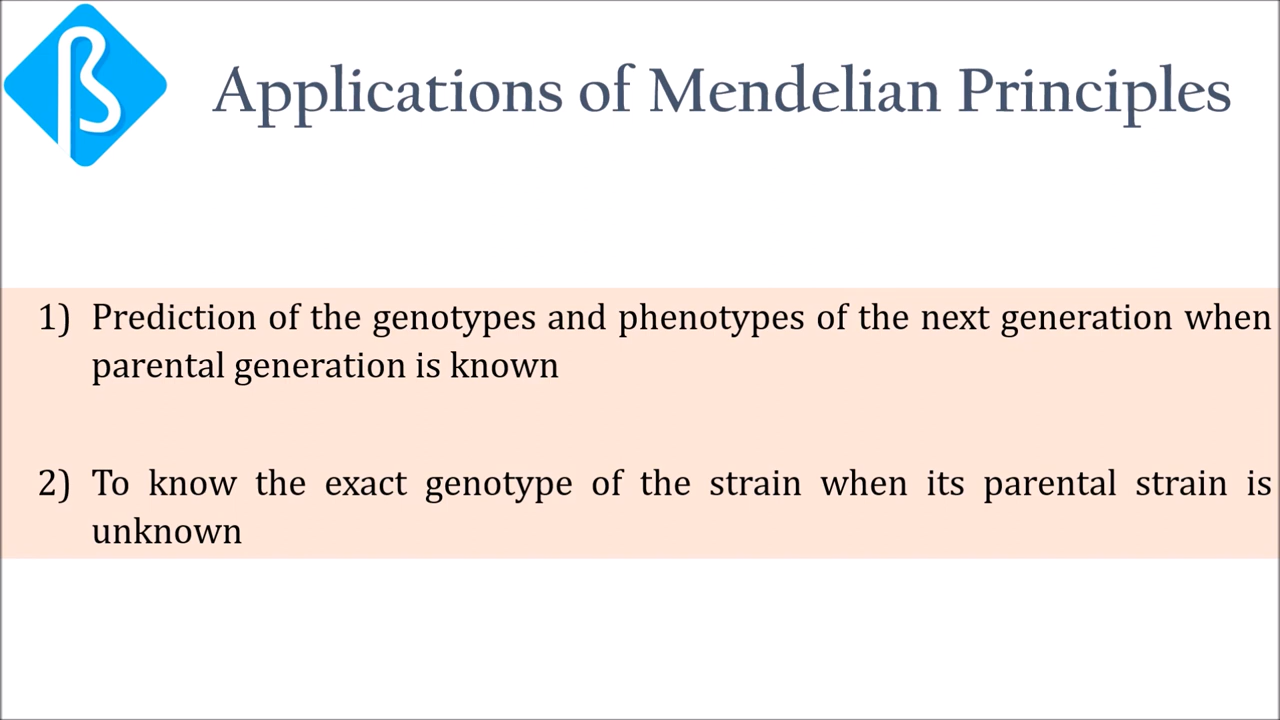 Applications of Mendelian Principles
1) Prediction of the genotypes and phenotypes of the next generation when
parental generation is known
2) To know the exact genotype of the strain when its parental strain is
unknown